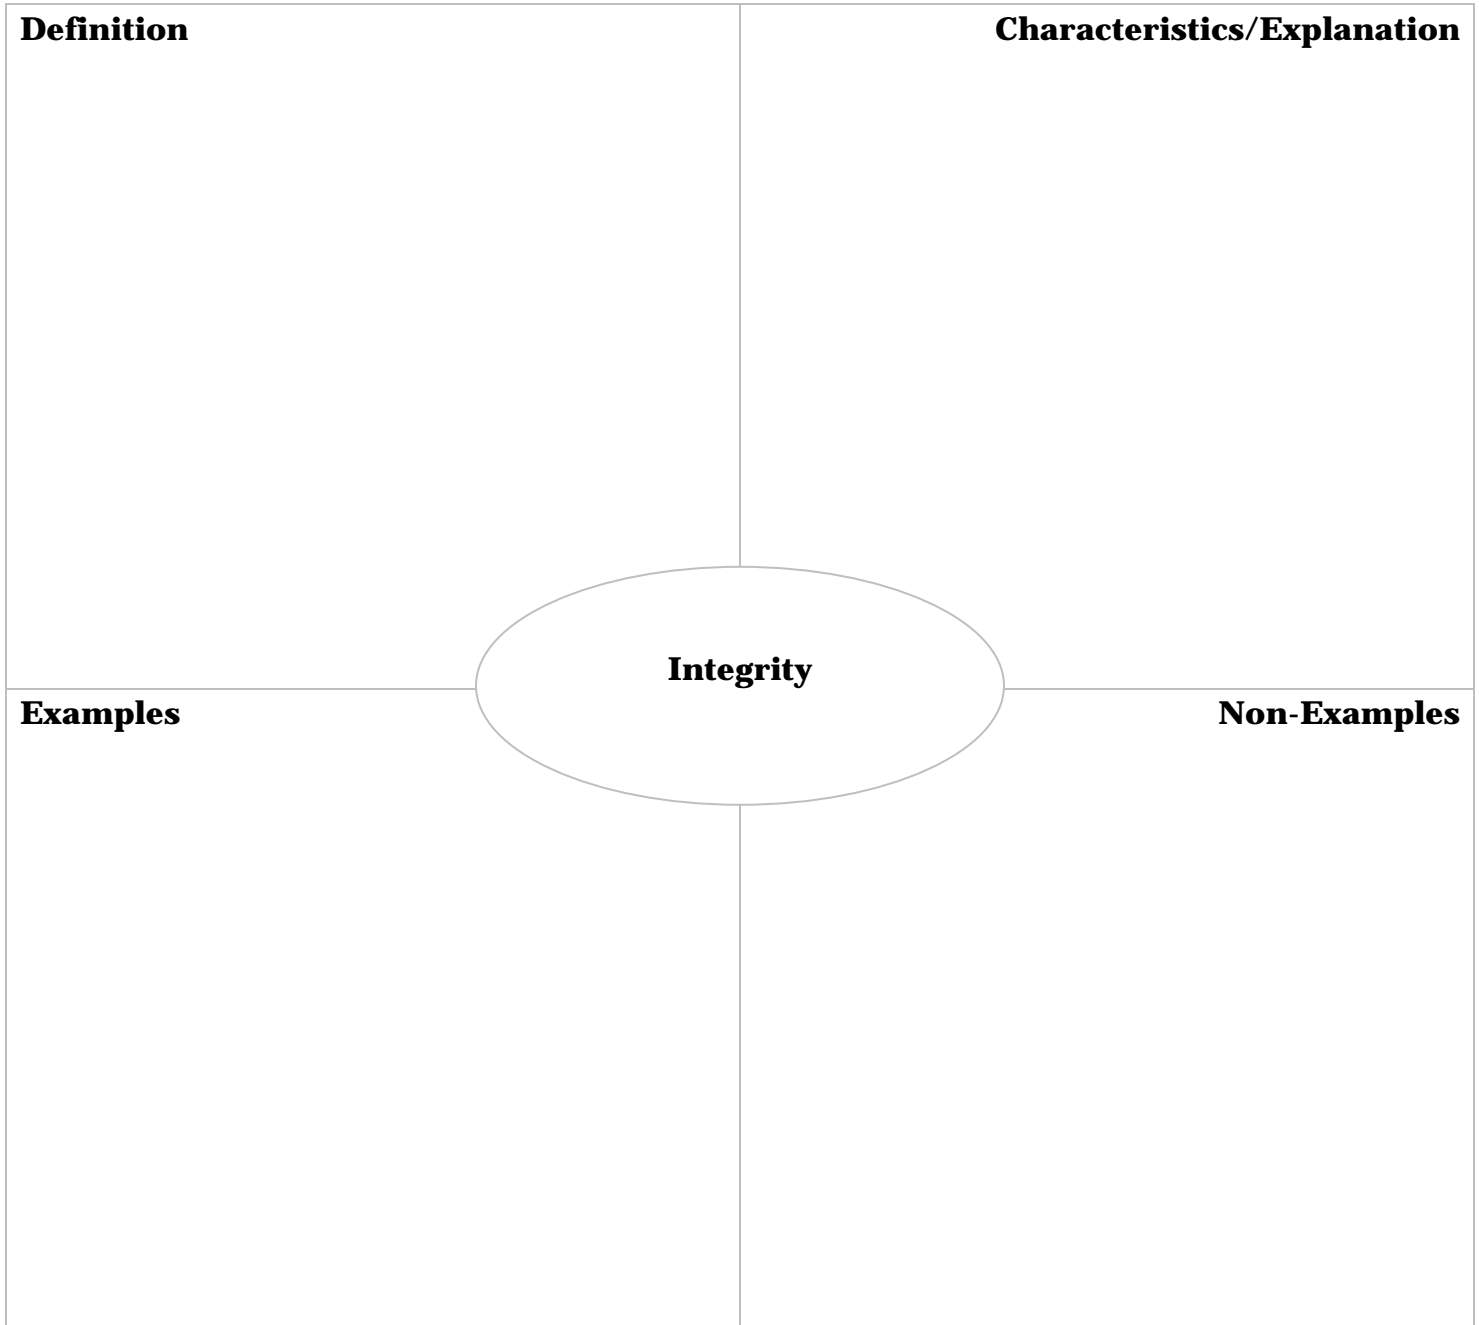 Definition
Characteristics/Explanation
Integrity
Examples
Non-Examples